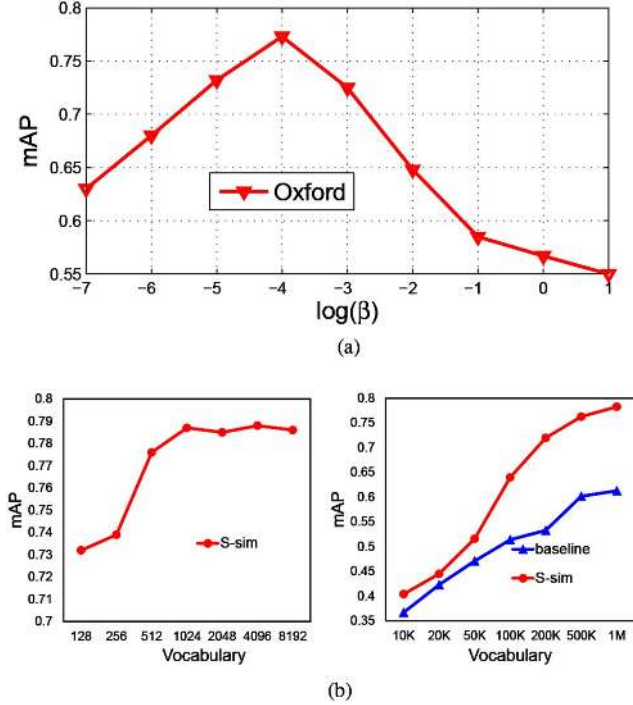 0.8
0.75
0.7
0.65
0.6
0.55
mAP
Oxford
−7 −6 −5 −4 −3 −2 −1 0 1
log(β)
(a)
0.8
0.79
0.78
0.77
0.76
0.75
0.74
0.73
0.72
0.71
0.7
mAP
S-sim
128 256 512 1024 2048 4096 8192
Vocabulary
0.8
0.75
0.7
0.65
0.6
0.55
0.5
0.45
0.4
0.35
mAP
baseline
S-sim
10K 20K 50K 100K 200K 500K 1M
Vocabulary
(b)